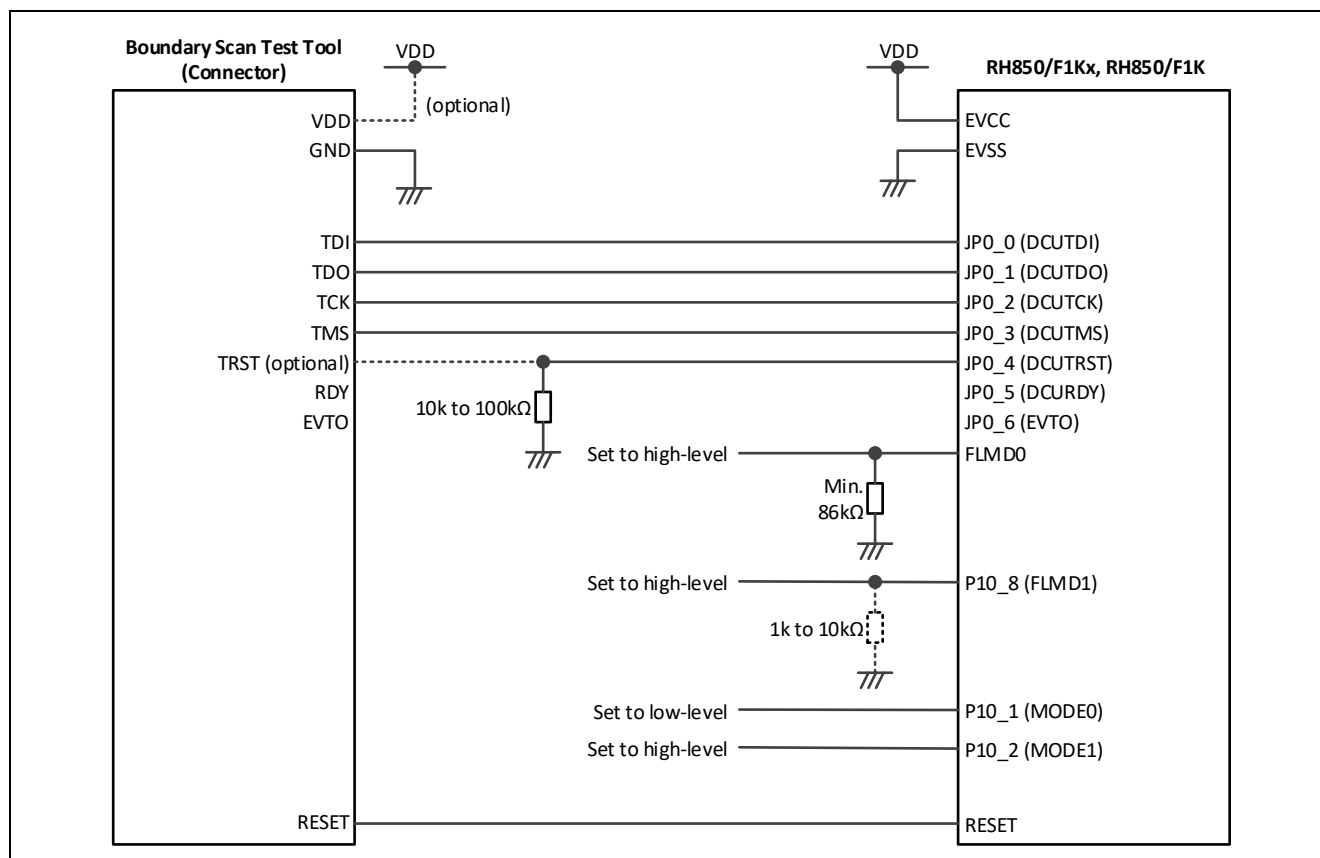 Boundary Scan Test Tool
(Connector)
VDD
VDD
RH850/F1Kx, RH850/F1K
(optional)
VDD
GND
EVCC
EVSS
TDI
JP0_0 (DCUTDI)
TDO
JP0_1 (DCUTDO)
TCK
JP0_2 (DCUTCK)
TMS
JP0_3 (DCUTMS)
TRST (optional)
JP0_4 (DCUTRST)
RDY
JP0_5 (DCURDY)
EVTO
JP0_6 (EVTO)
10k to 100kΩ
Set to high-level
FLMD0
Min.
86kΩ
Set to high-level
P10_8 (FLMD1)
1k to 10kΩ
Set to low-level
P10_1 (MODE0)
Set to high-level
P10_2 (MODE1)
RESET
RESET